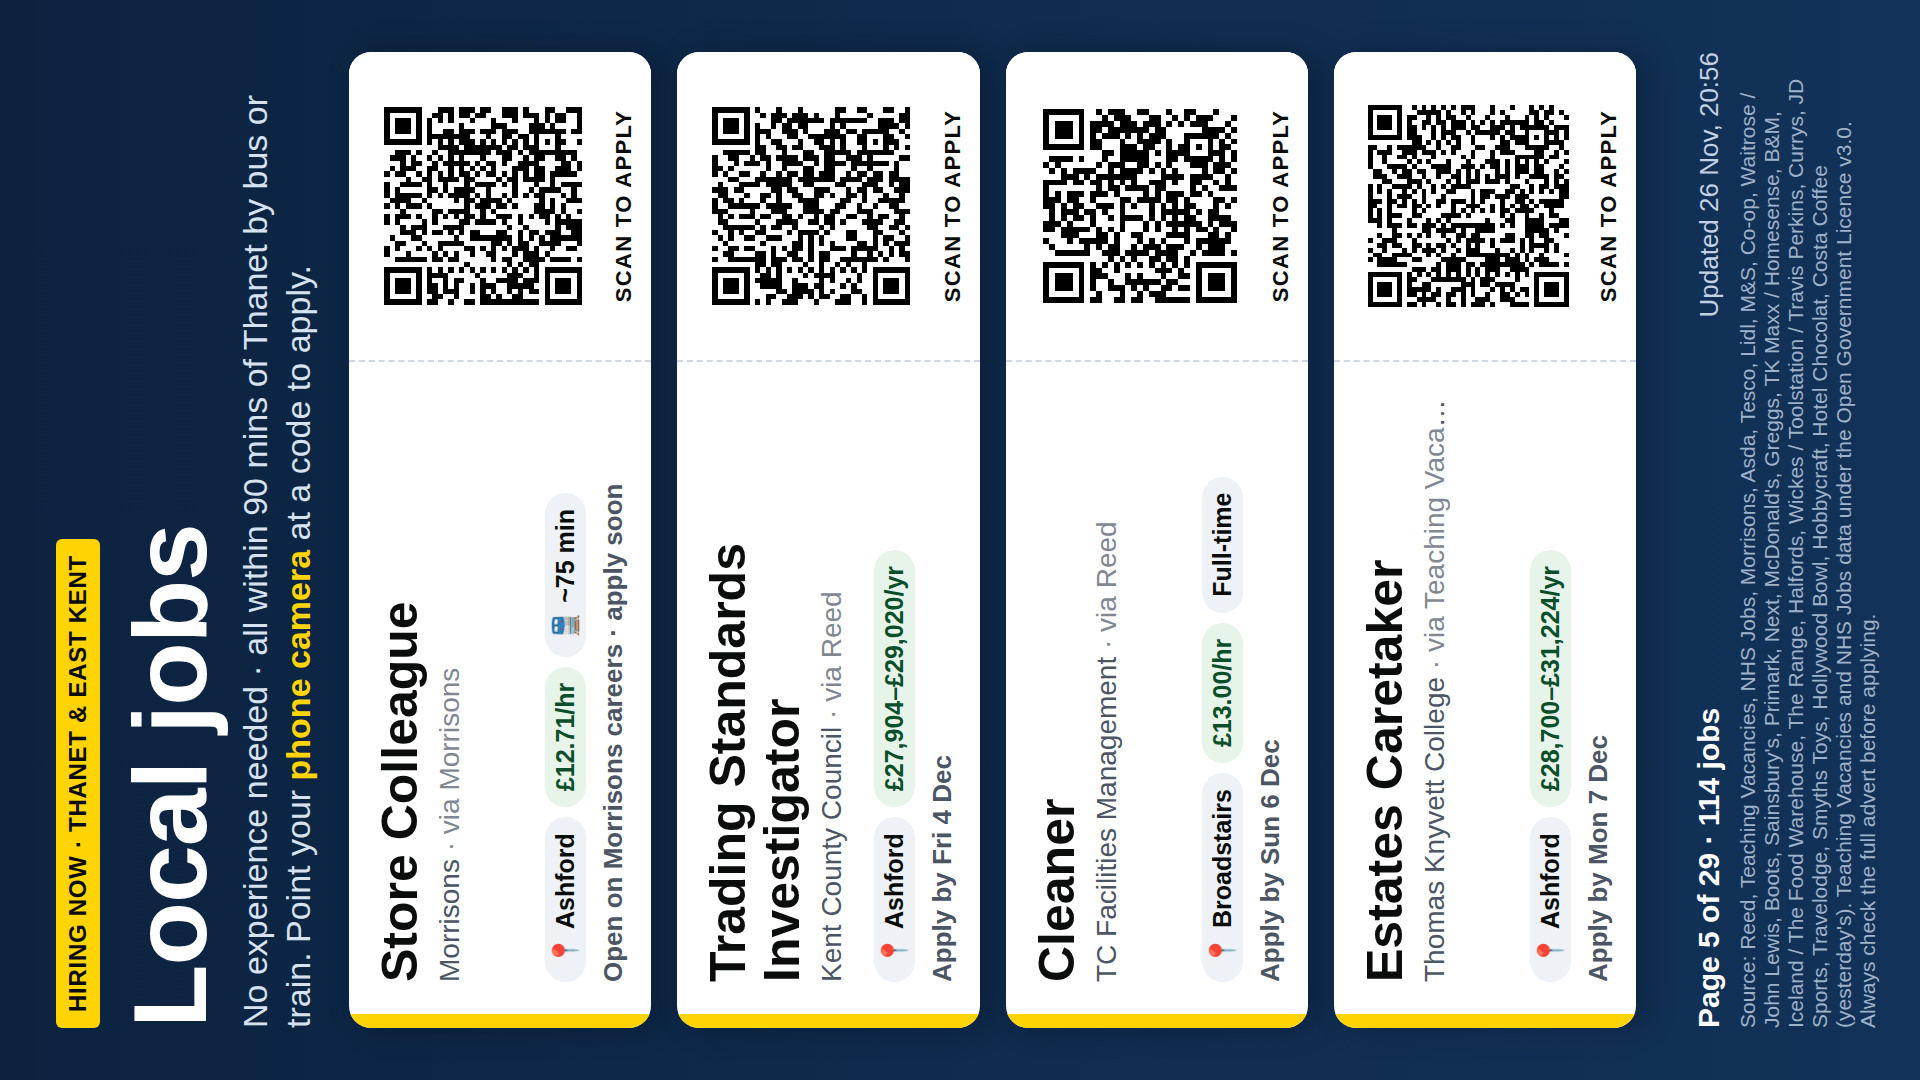 HIRING NOW · THANET & EAST KENT
Local jobs
No experience needed · all within 90 mins of Thanet by bus or
train. Point your phone camera at a code to apply.
Store Colleague
Morrisons · via Morrisons
📍 Ashford
£12.71/hr
🚆 ~75 min
Open on Morrisons careers · apply soon
SCAN TO APPLY
Trading Standards
Investigator
Kent County Council · via Reed
📍 Ashford
£27,904–£29,020/yr
Apply by Fri 4 Dec
SCAN TO APPLY
Cleaner
TC Facilities Management · via Reed
📍 Broadstairs
£13.00/hr
Full-time
Apply by Sun 6 Dec
SCAN TO APPLY
Estates Caretaker
Thomas Knyvett College · via Teaching Vaca…
📍 Ashford
£28,700–£31,224/yr
Apply by Mon 7 Dec
SCAN TO APPLY
Page 5 of 29 · 114 jobs
Updated 26 Nov, 20:56
Source: Reed, Teaching Vacancies, NHS Jobs, Morrisons, Asda, Tesco, Lidl, M&S, Co-op, Waitrose /
John Lewis, Boots, Sainsbury's, Primark, Next, McDonald's, Greggs, TK Maxx / Homesense, B&M,
Iceland / The Food Warehouse, The Range, Halfords, Wickes / Toolstation / Travis Perkins, Currys, JD
Sports, Travelodge, Smyths Toys, Hollywood Bowl, Hobbycraft, Hotel Chocolat, Costa Coffee
(yesterday's). Teaching Vacancies and NHS Jobs data under the Open Government Licence v3.0.
Always check the full advert before applying.